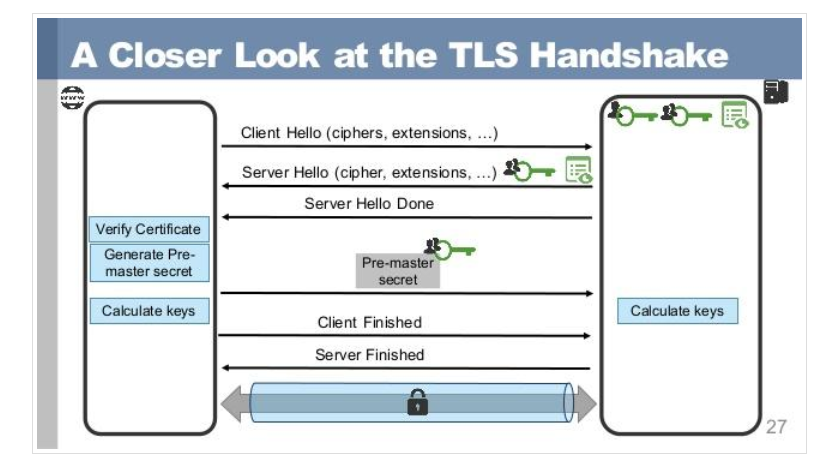 A Closer Look at the TLS Handshake
www
Client Hello (ciphers, extensions, …)
Server Hello (cipher, extensions, …)
Server Hello Done
Verify Certificate
Generate Pre-
master secret
Pre-master
secret
Calculate keys
Calculate keys
Client Finished
Server Finished
27